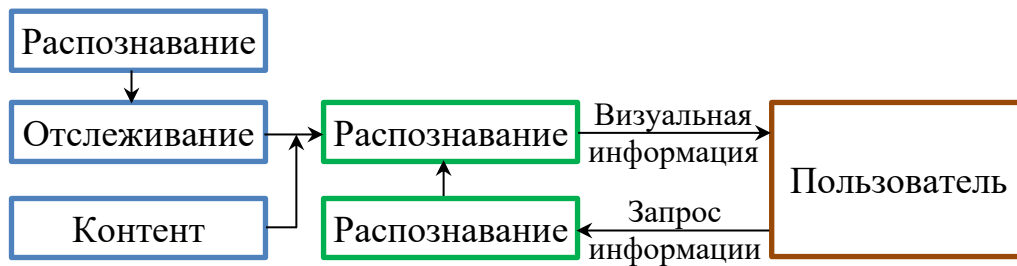 Распознавание
Отслеживание
Контент
Распознавание
Распознавание
Визуальная
информация
Запрос
информации
Пользователь